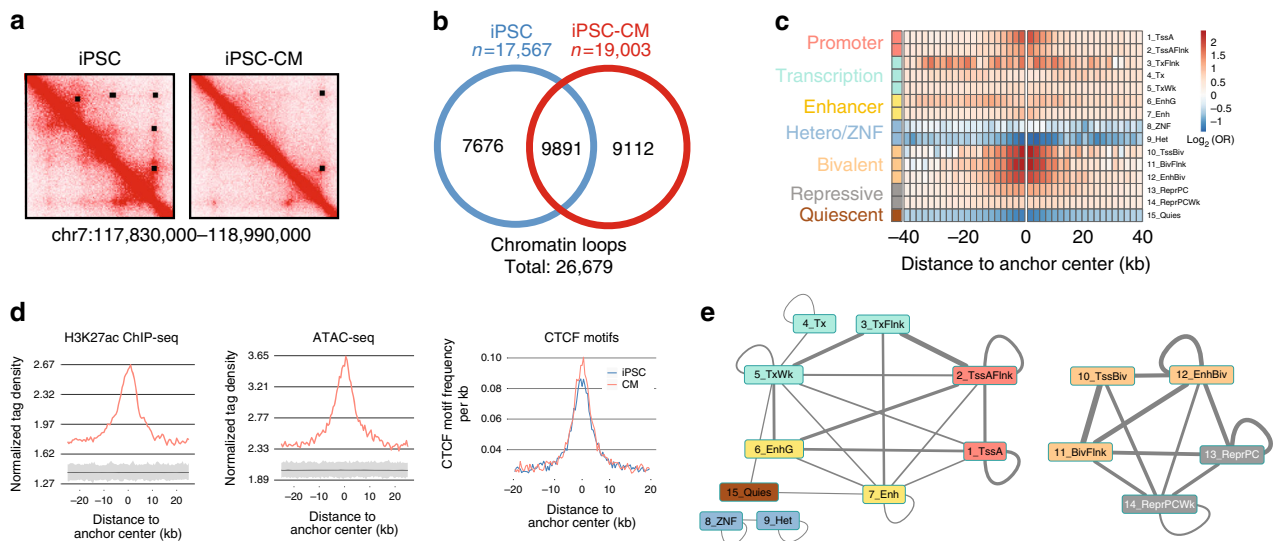 a
iPSC
iPSC-CM
chr7:117,830,000–118,990,000
b
iPSC
n=17,567
iPSC-CM
n=19,003
7676
9891
9112
Chromatin loops
Total: 26,679
c
Promoter
Transcription
Enhancer
Hetero/ZNF
Bivalent
Repressive
Quiescent
1_TssA
2_TssAFlnk
3_TxFlnk
4_Tx
5_TxWk
6_EnhG
7_Enh
8_ZNF
9_Het
10_TssBiv
11_BivFlnk
12_EnhBiv
13_ReprPC
14_ReprPCWk
15_Quies
2
1
0.5
0
−0.5
−1
Log2 (OR)
−40
−20
0
20
40
Distance to anchor center (kb)
d
H3K27ac ChIP-seq
Normalized tag density
2.67
2.32
1.97
1.62
1.27
−20
−10
0
10
20
Distance to
anchor center (kb)
ATAC-seq
Normalized tag density
3.65
3.21
2.77
2.33
1.89
−20
−10
0
10
20
Distance to
anchor center (kb)
CTCF motifs
CTCF motif frequency
per kb
0.10
0.08
0.06
0.04
iPSC
CM
−20
−10
0
10
20
Distance to
anchor center (kb)
e
4_Tx
3_TxFlnk
5_TxWk
2_TssAFlnk
6_EnhG
1_TssA
15_Quies
7_Enh
8_ZNF
9_Het
10_TssBiv
12_EnhBiv
11_BivFlnk
13_ReprPC
14_ReprPCWk